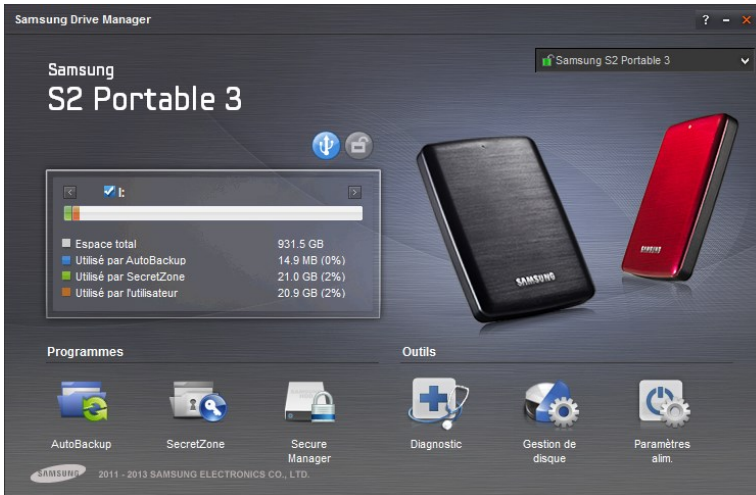 Samsung Drive Manager
? - ×
Samsung
S2 Portable 3
Samsung S2 Portable 3
I:
Espace total 931.5 GB
Utilisé par AutoBackup 14.9 MB (0%)
Utilisé par SecretZone 21.0 GB (2%)
Utilisé par l'utilisateur 20.9 GB (2%)
SAMSUNG
SAMSUNG
Programmes
Outils
AutoBackup
SecretZone
Secure
Manager
Diagnostic
Gestion de
disque
Paramètres
alim.
SAMSUNG 2011 - 2013 SAMSUNG ELECTRONICS CO., LTD.